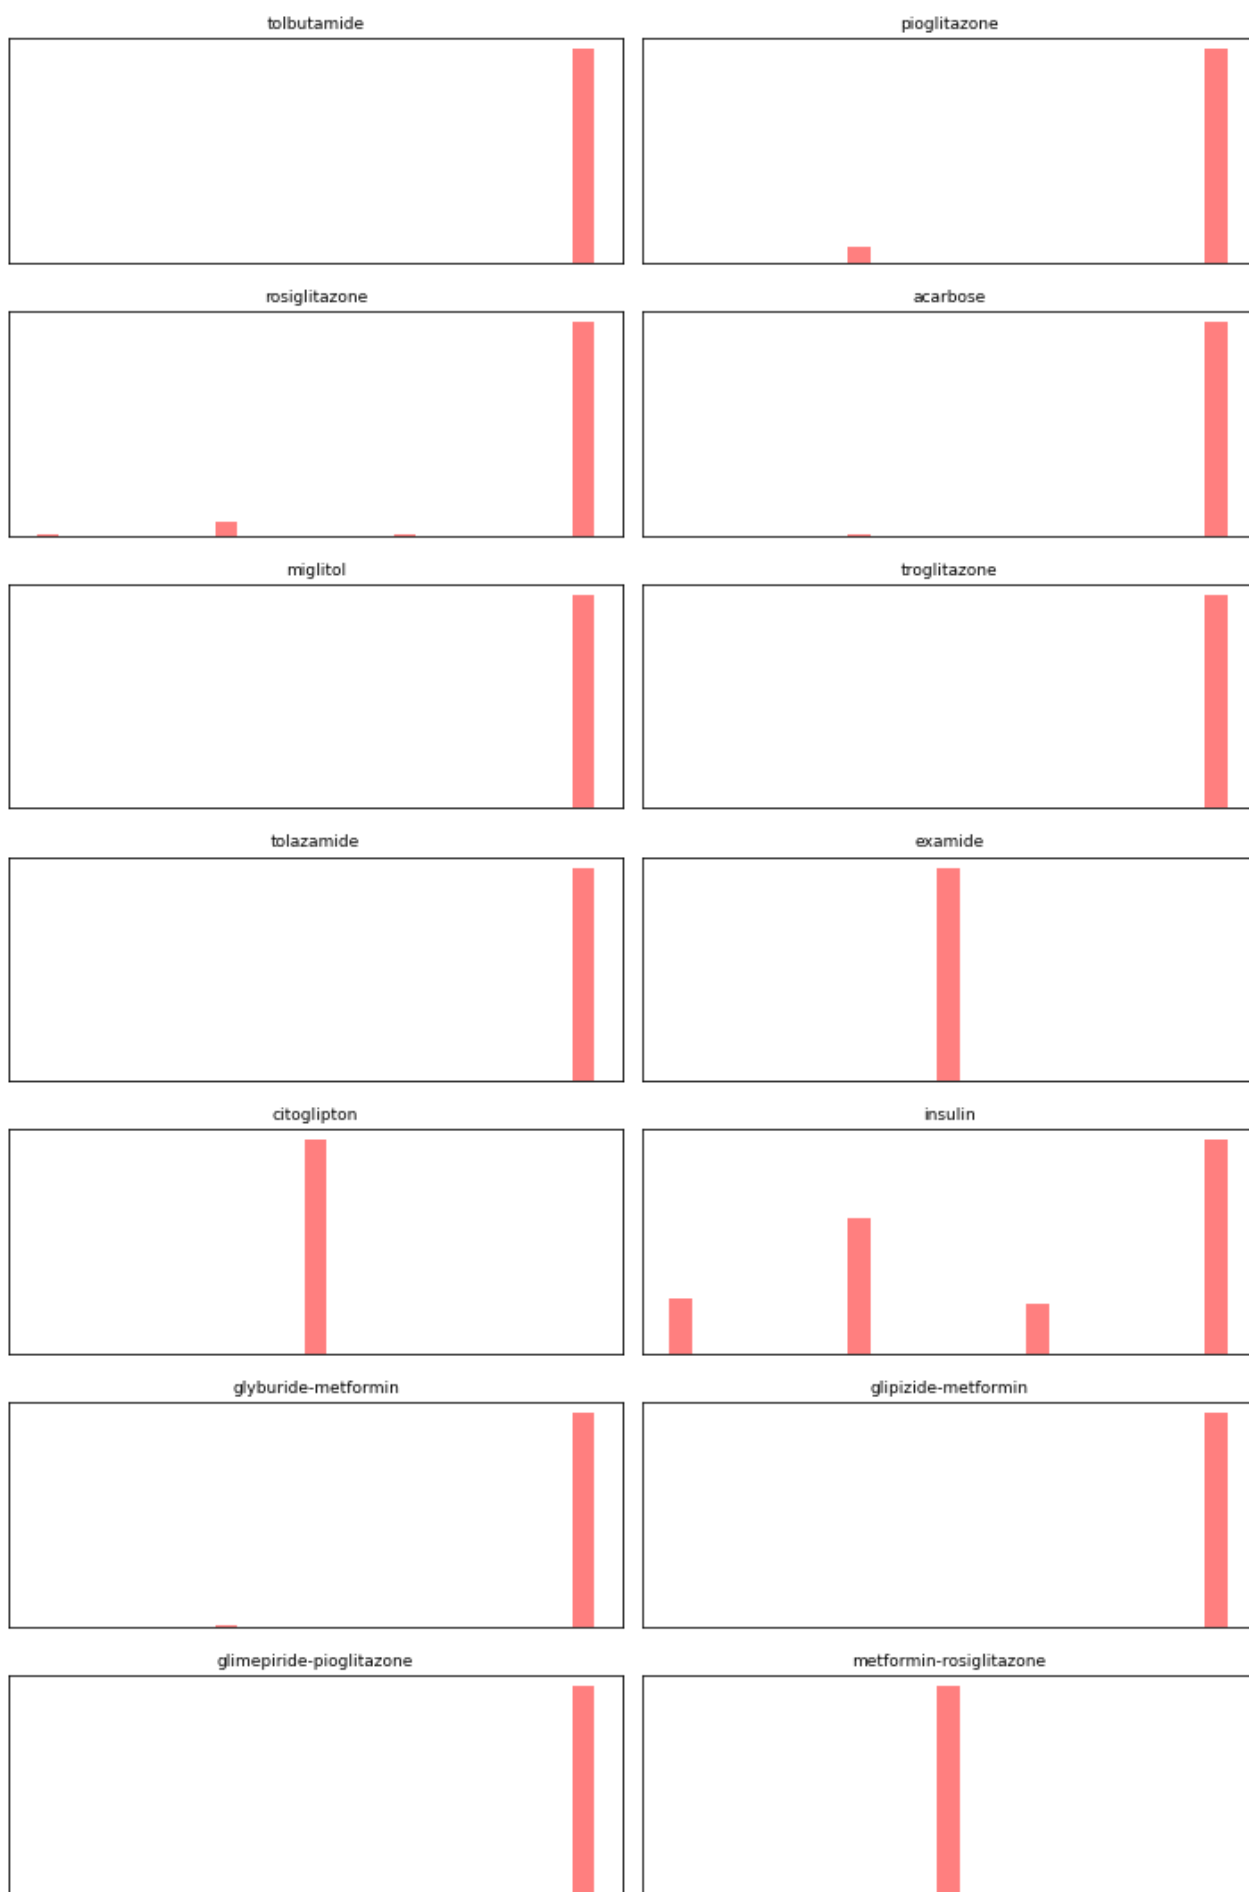 tolbutamide
pioglitazone
rosiglitazone
acarbose
miglitol
troglitazone
tolazamide
examide
citoglipton
insulin
glyburide-metformin
glipizide-metformin
glimepiride-pioglitazone
metformin-rosiglitazone